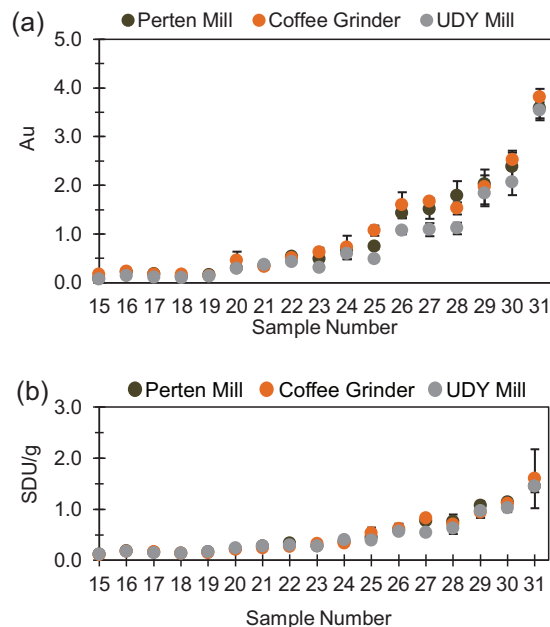 (a)
Perten Mill Coffee Grinder UDY Mill
5.0
4.0
3.0
2.0
1.0
0.0
Au
15 16 17 18 19 20 21 22 23 24 25 26 27 28 29 30 31
Sample Number
(b)
Perten Mill Coffee Grinder UDY Mill
3.0
2.0
1.0
0.0
SDU/g
15 16 17 18 19 20 21 22 23 24 25 26 27 28 29 30 31
Sample Number